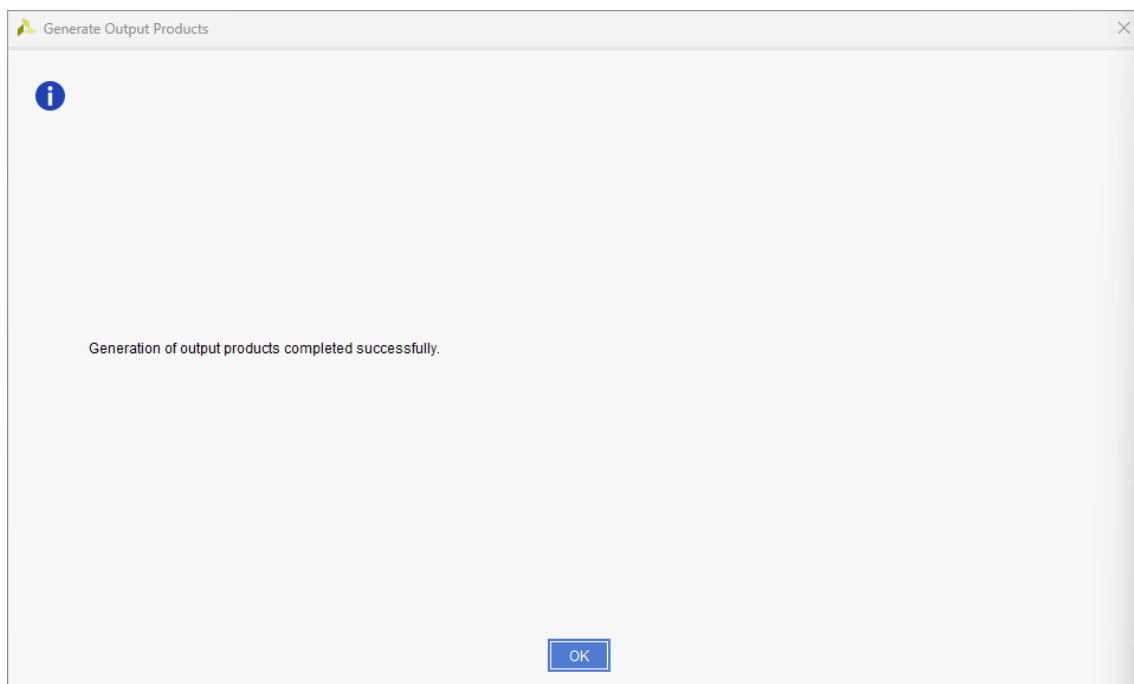 Generate Output Products
Generation of output products completed successfully.
OK